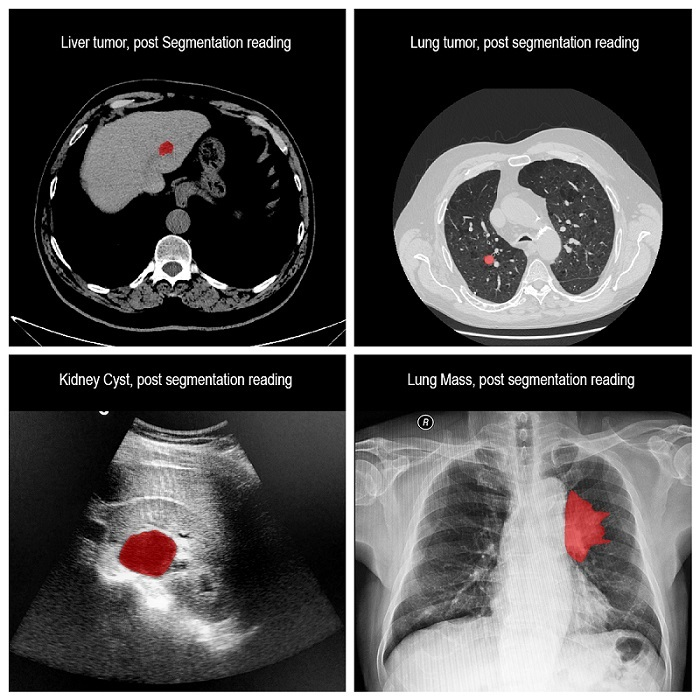 Liver tumor, post Segmentation reading
Lung tumor, post segmentation reading
Kidney Cyst, post segmentation reading
Lung Mass, post segmentation reading
R